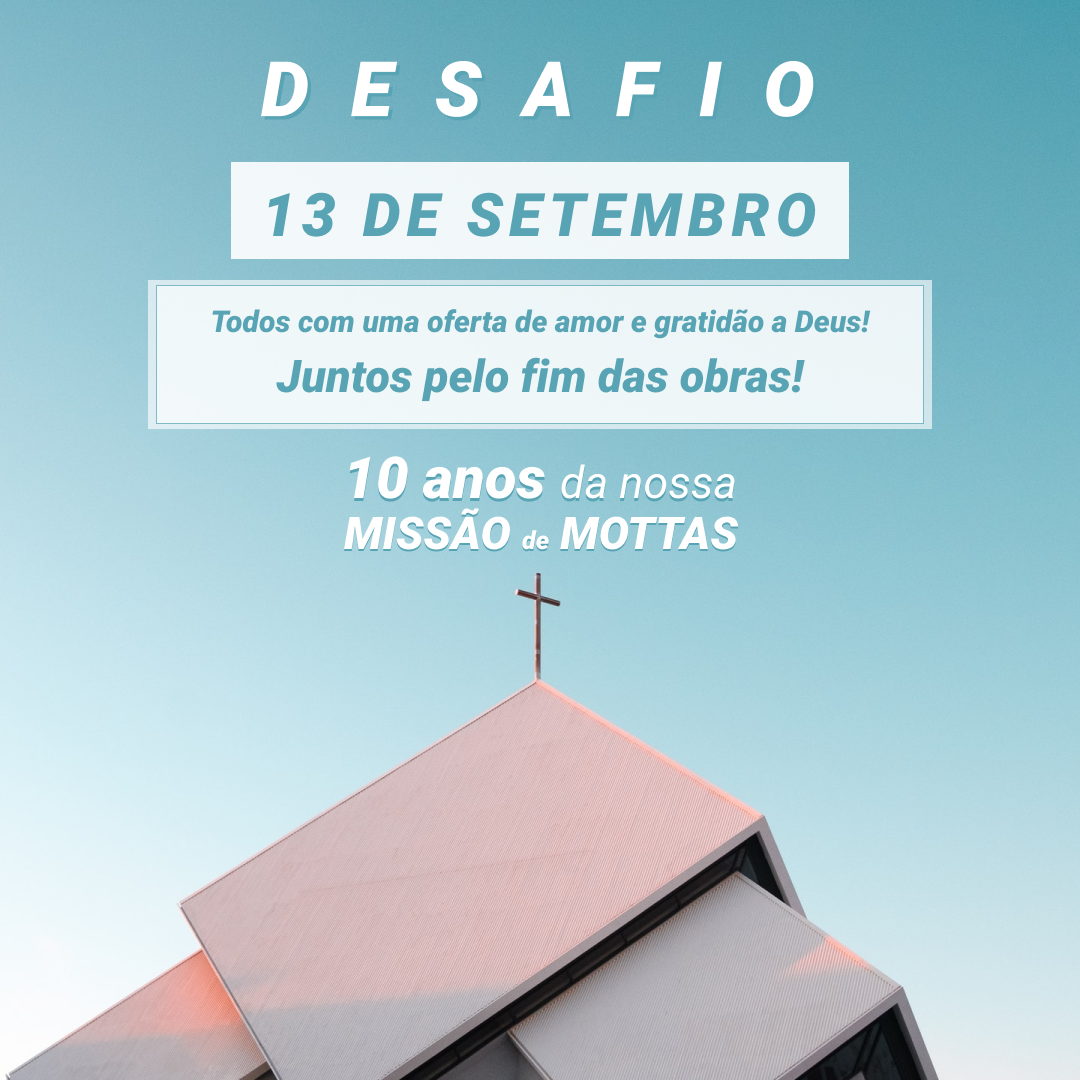 DESAFIO
13 DE SETEMBRO
Todos com uma oferta de amor e gratidão a Deus!
Juntos pelo fim das obras!
10 anos da nossa
MISSÃO de MOTTAS